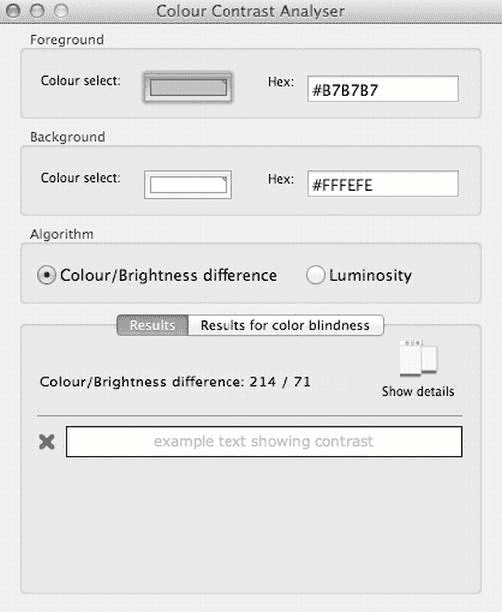 Colour Contrast Analyser
Foreground
Colour select: Hex: #B7B7B7
Background
Colour select: Hex: #FFFEFE
Algorithm
Colour/Brightness difference Luminosity
Results Results for color blindness
Colour/Brightness difference: 214 / 71
Show details
example text showing contrast